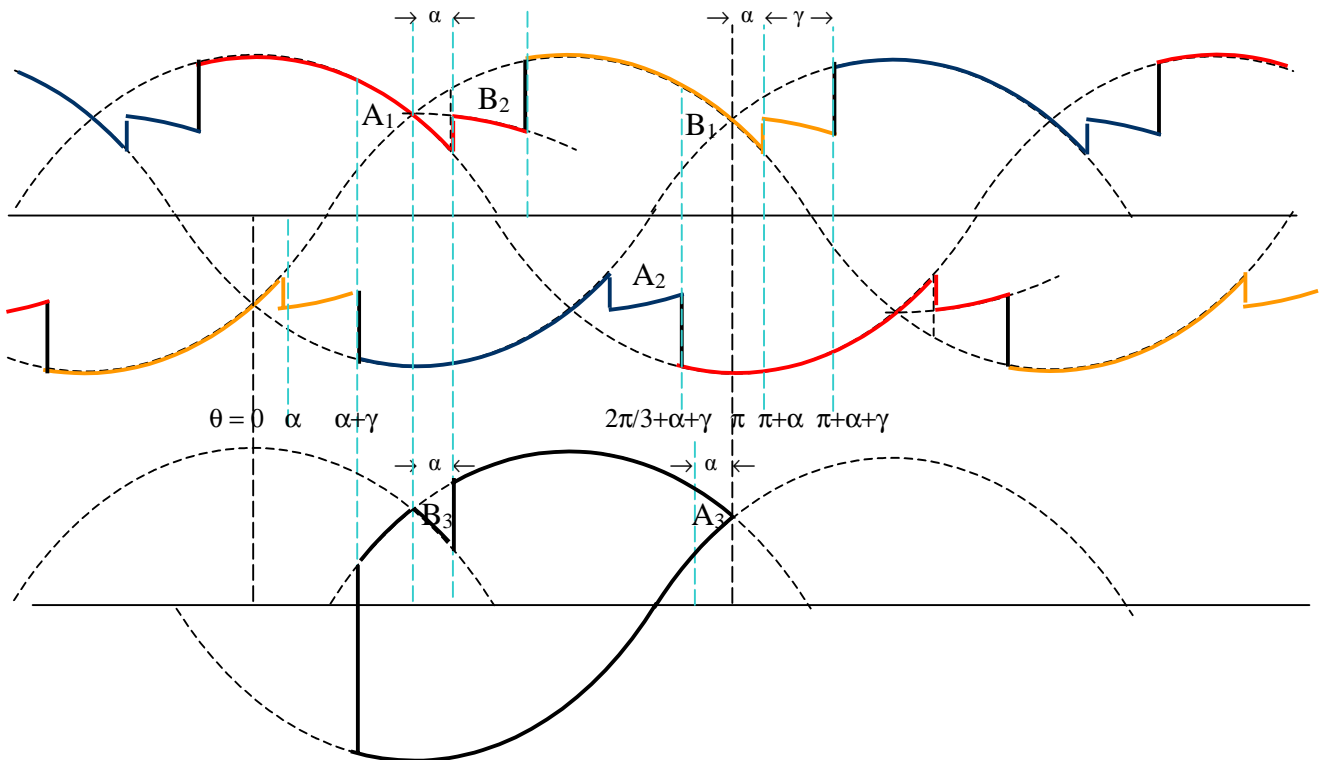 → α ←
→ α ← γ →
A₁
B₂
B₁
A₂
θ = 0 α α+γ
2π/3+α+γ π π+α π+α+γ
→ α ←
→ α ←
B₃
A₃